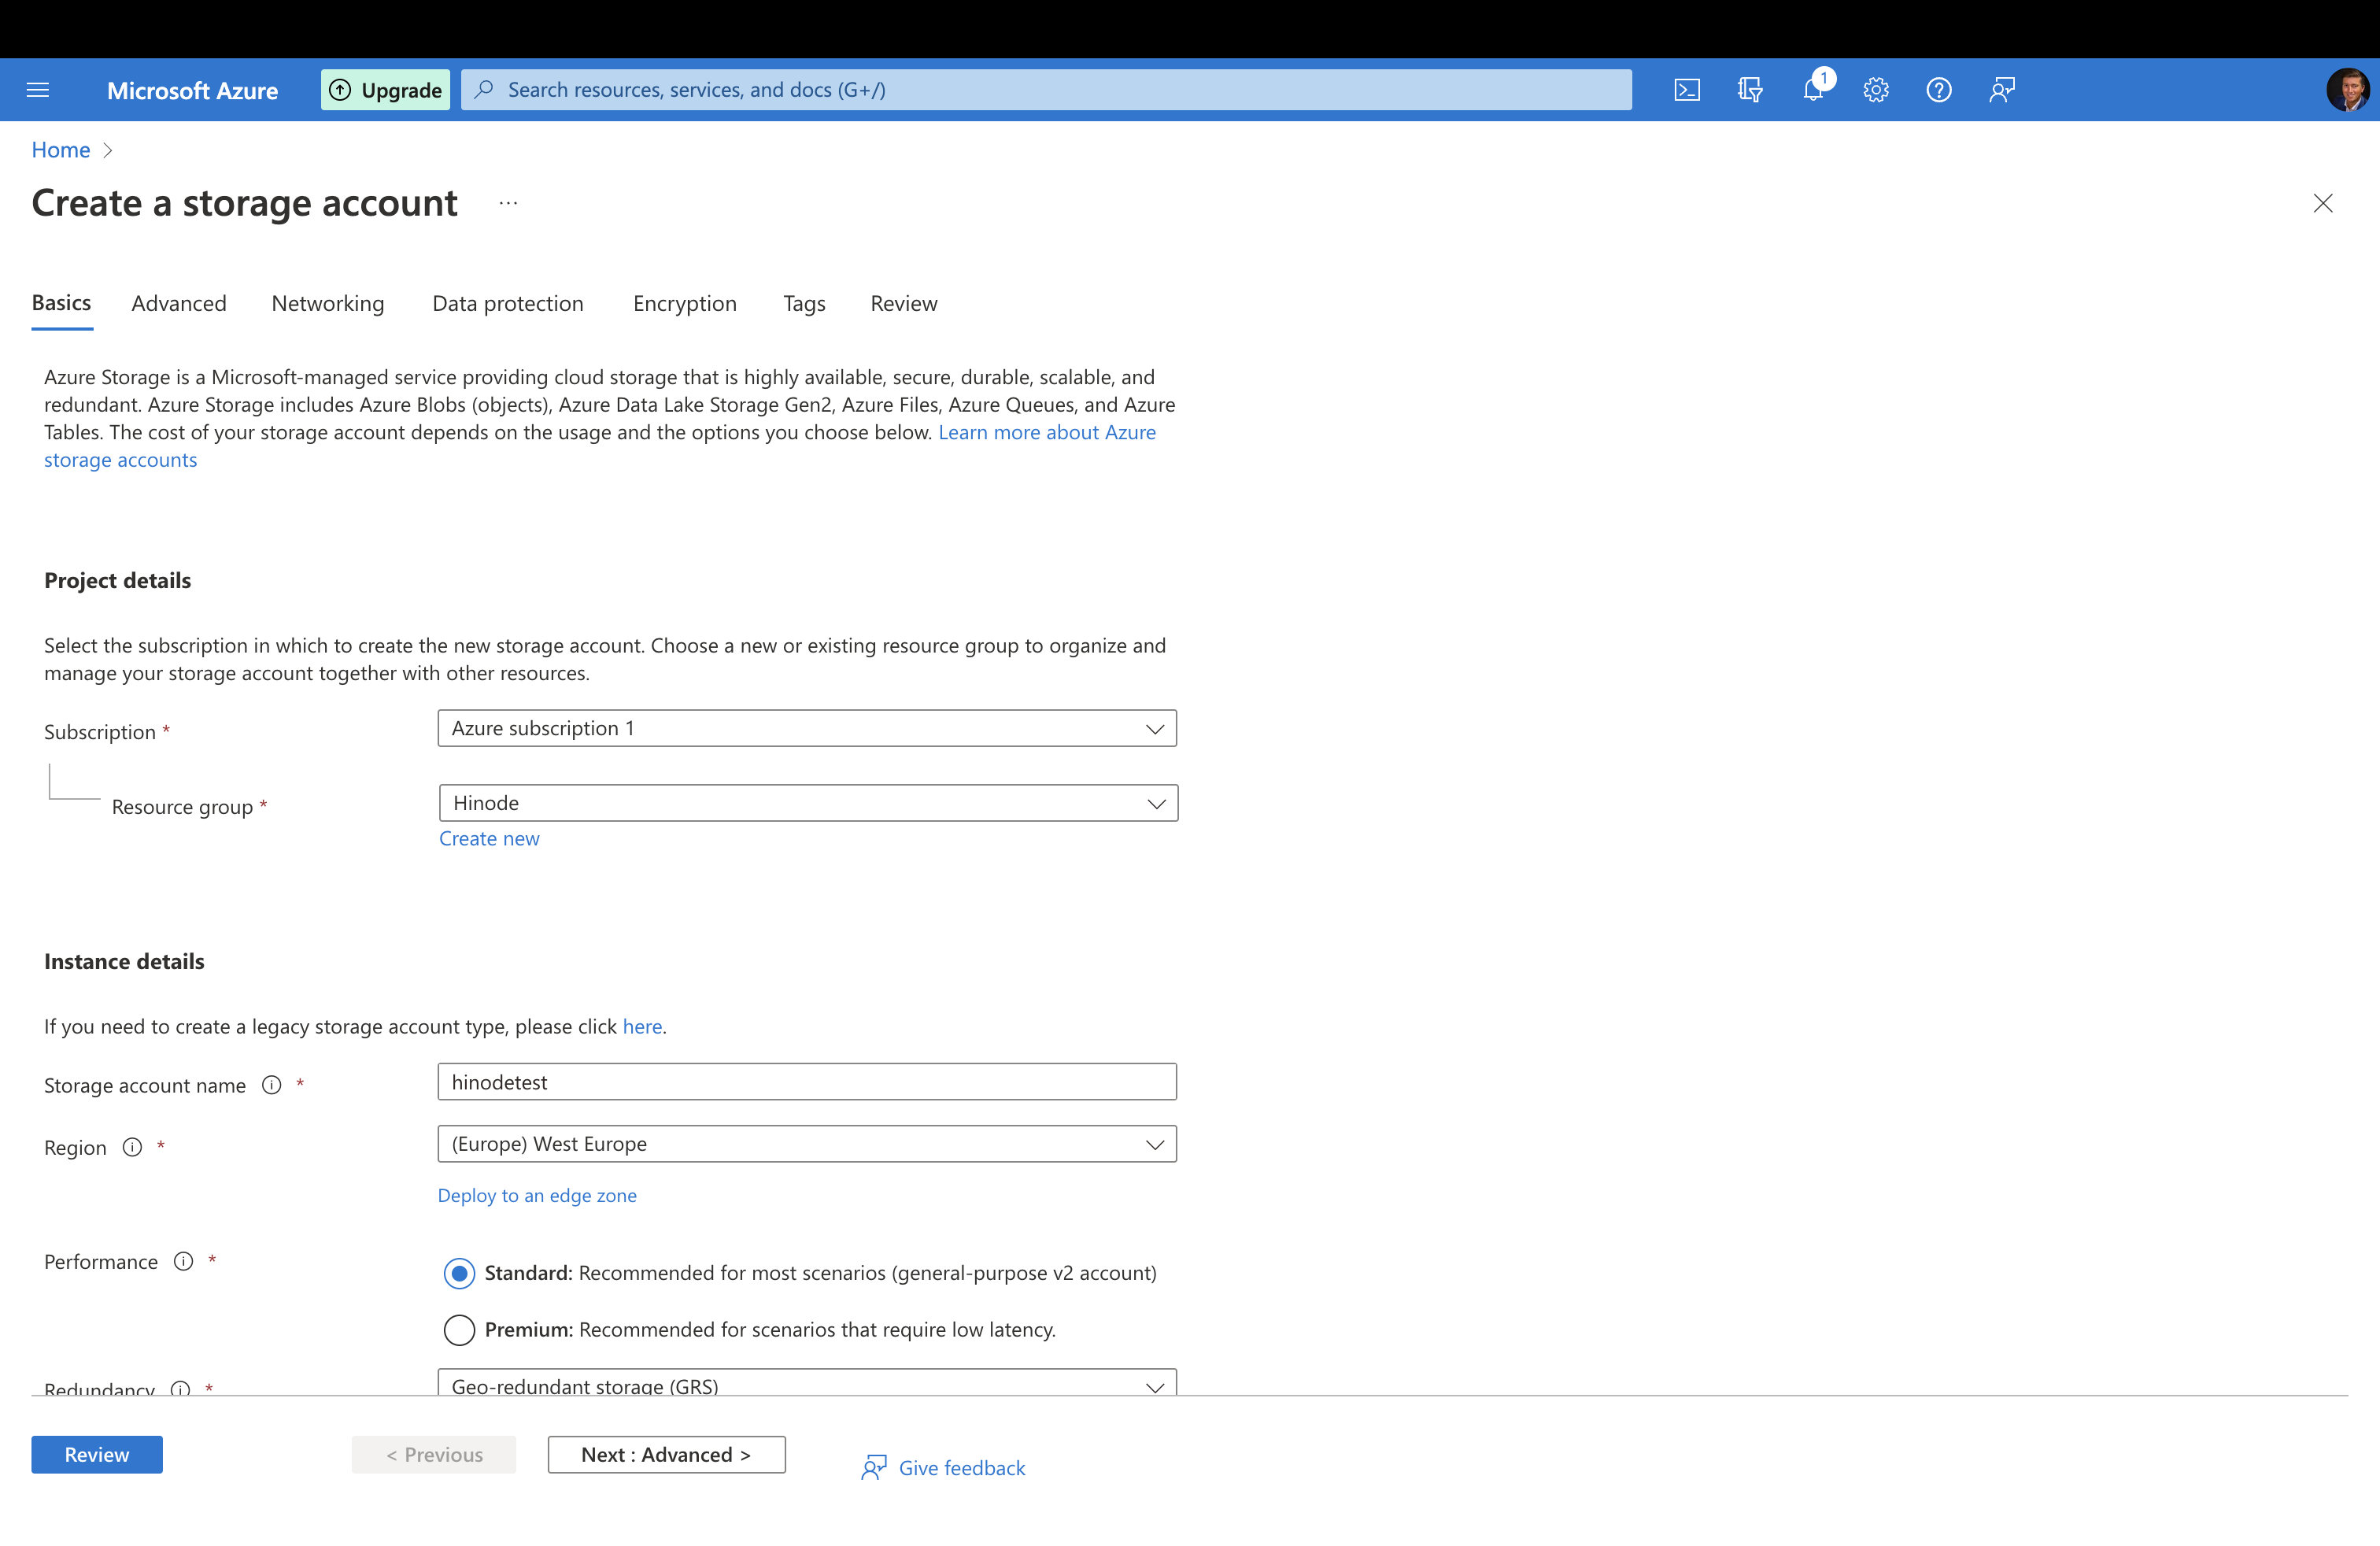 Microsoft Azure
Upgrade
Search resources, services, and docs (G+/)
1
Home
Create a storage account
...
Basics
Advanced
Networking
Data protection
Encryption
Tags
Review
Azure Storage is a Microsoft-managed service providing cloud storage that is highly available, secure, durable, scalable, and
redundant. Azure Storage includes Azure Blobs (objects), Azure Data Lake Storage Gen2, Azure Files, Azure Queues, and Azure
Tables. The cost of your storage account depends on the usage and the options you choose below. Learn more about Azure
storage accounts
Project details
Select the subscription in which to create the new storage account. Choose a new or existing resource group to organize and
manage your storage account together with other resources.
Subscription *
Azure subscription 1
Resource group *
Hinode
Create new
Instance details
If you need to create a legacy storage account type, please click here.
Storage account name *
hinodetest
Region *
(Europe) West Europe
Deploy to an edge zone
Performance *
Standard: Recommended for most scenarios (general-purpose v2 account)
Premium: Recommended for scenarios that require low latency.
Redundancy *
Geo-redundant storage (GRS)
Review
< Previous
Next : Advanced >
Give feedback